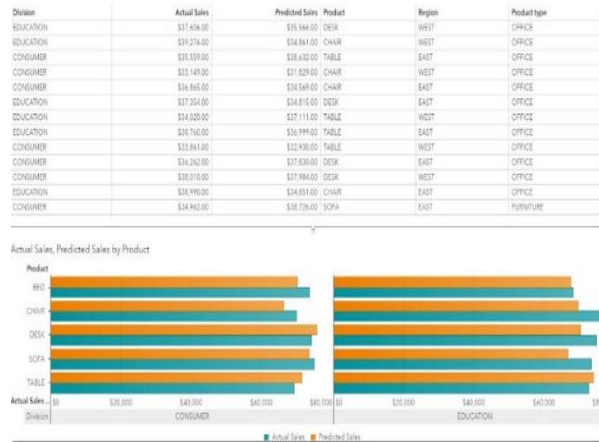 Division Actual Sales Predicted Sales Product Region Product type
EDUCATION $37,606.00 $35,566.00 DESK WEST OFFICE
EDUCATION $39,276.00 $34,861.00 CHAIR WEST OFFICE
CONSUMER $35,559.00 $38,632.00 TABLE EAST OFFICE
CONSUMER $33,149.00 $31,829.00 CHAIR WEST OFFICE
CONSUMER $36,865.00 $34,569.00 CHAIR EAST OFFICE
EDUCATION $37,354.00 $34,815.00 DESK EAST OFFICE
EDUCATION $34,020.00 $37,111.00 TABLE WEST OFFICE
EDUCATION $38,760.00 $36,999.00 TABLE EAST OFFICE
CONSUMER $33,861.00 $32,930.00 TABLE WEST OFFICE
CONSUMER $36,262.00 $37,830.00 DESK EAST OFFICE
CONSUMER $38,010.00 $37,984.00 DESK WEST OFFICE
EDUCATION $38,990.00 $34,851.00 CHAIR EAST OFFICE
CONSUMER $34,962.00 $38,726.00 SOFA EAST FURNITURE
Actual Sales, Predicted Sales by Product
Product
BED
CHAIR
DESK
SOFA
TABLE
Actual Sales... $0 $20,000 $40,000 $60,000 $80,000 $0 $20,000 $40,000 $60,000 $8
Division CONSUMER EDUCATION
Actual Sales Predicted Sales